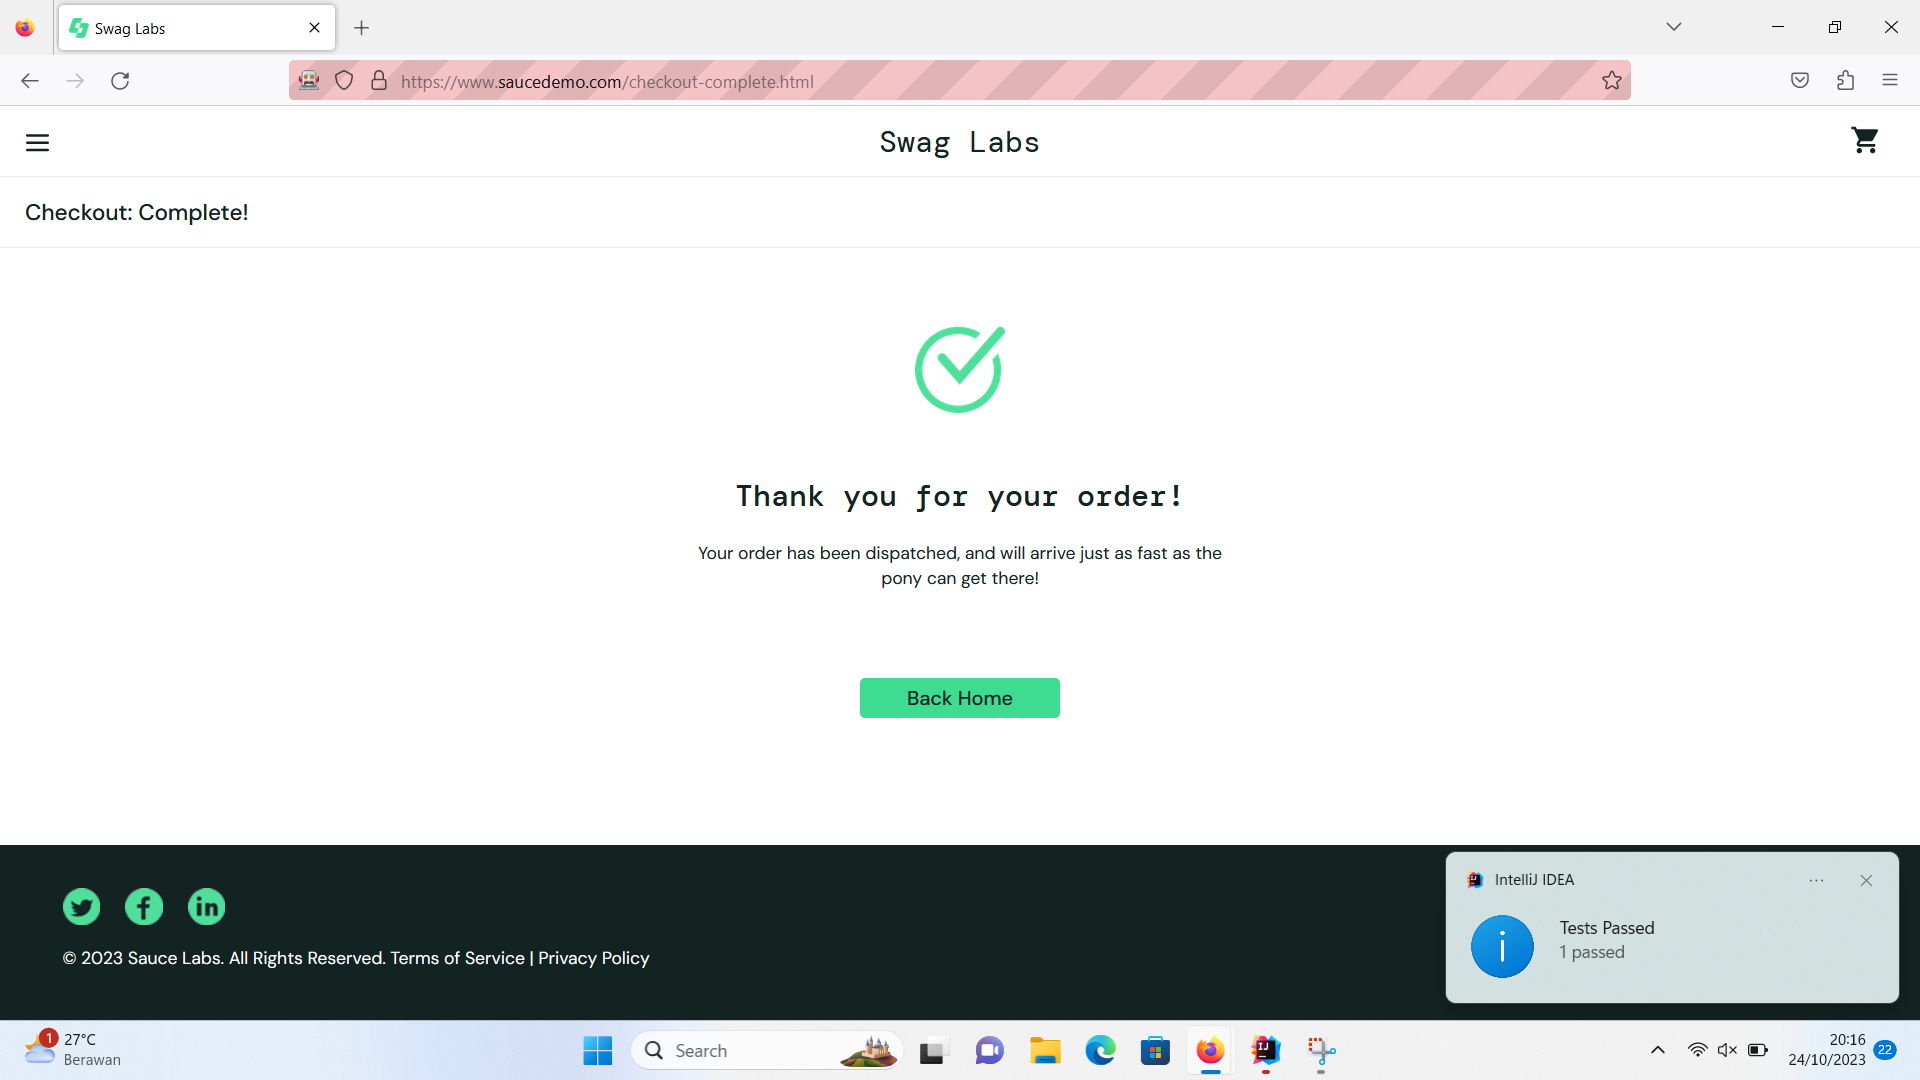 Swag Labs
https://www.saucedemo.com/checkout-complete.html
Swag Labs
Checkout: Complete!
Thank you for your order!
Your order has been dispatched, and will arrive just as fast as the
pony can get there!
Back Home
© 2023 Sauce Labs. All Rights Reserved. Terms of Service | Privacy Policy
IntelliJ IDEA
Tests Passed
1 passed
1
27°C
Berawan
Search
20:16
24/10/2023
22